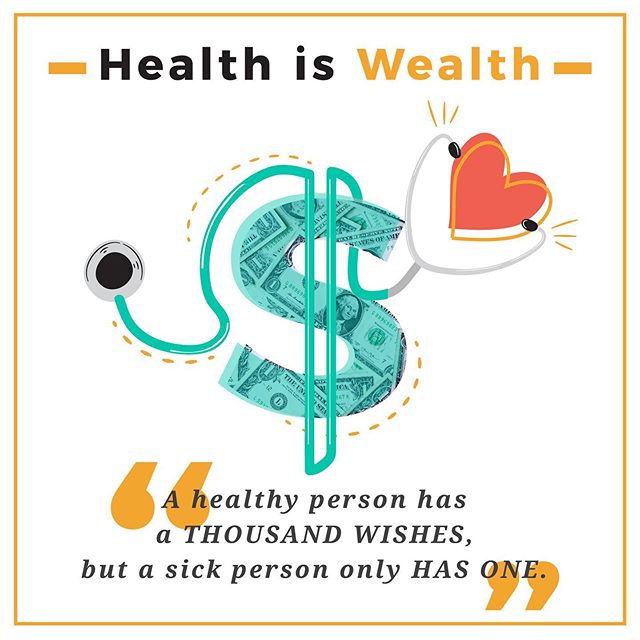 Health is Wealth
A healthy person has
a THOUSAND WISHES,
but a sick person only HAS ONE.